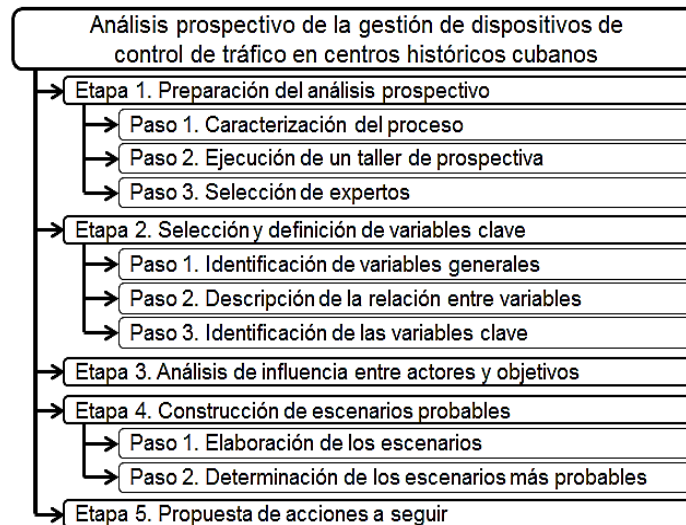 Análisis prospectivo de la gestión de dispositivos de
control de tráfico en centros históricos cubanos
Etapa 1. Preparación del análisis prospectivo
Paso 1. Caracterización del proceso
Paso 2. Ejecución de un taller de prospectiva
Paso 3. Selección de expertos
Etapa 2. Selección y definición de variables clave
Paso 1. Identificación de variables generales
Paso 2. Descripción de la relación entre variables
Paso 3. Identificación de las variables clave
Etapa 3. Análisis de influencia entre actores y objetivos
Etapa 4. Construcción de escenarios probables
Paso 1. Elaboración de los escenarios
Paso 2. Determinación de los escenarios más probables
Etapa 5. Propuesta de acciones a seguir